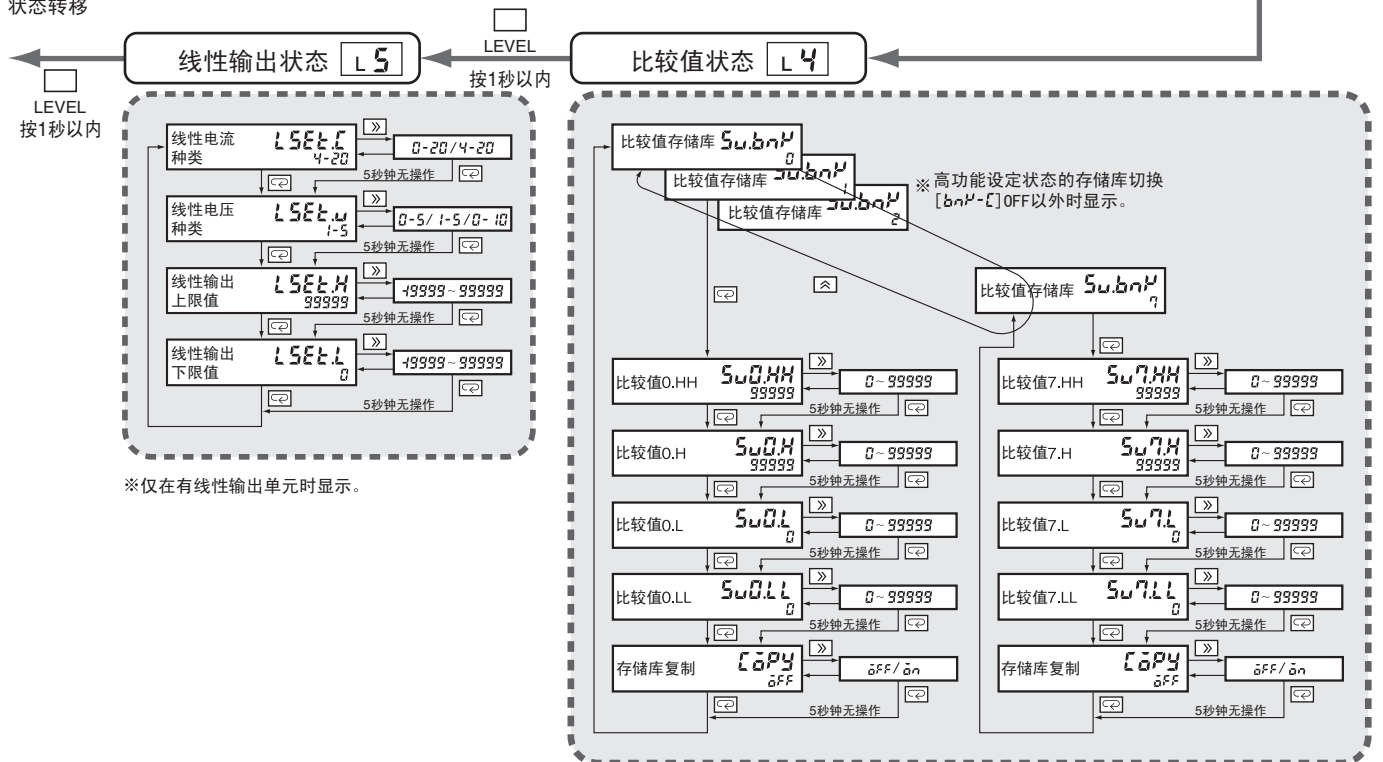 状态转移
LEVEL
按1秒以内
线性输出状态 L 5
LEVEL
按1秒以内
比较值状态 L 4
线性电流
种类
LSEt.C
4-20
0-20/4-20
5秒钟无操作
线性电压
种类
LSEt.u
1-5
0-5/1-5/0-10
5秒钟无操作
线性输出
上限值
LSEt.H
99999
-19999~99999
5秒钟无操作
线性输出
下限值
LSEt.L
0
-19999~99999
5秒钟无操作
※仅在有线性输出单元时显示。
比较值存储库 Su.bnK
0
比较值存储库 Su.bnK
1
比较值存储库 Su.bnK
2
※高功能设定状态的存储库切换
[bnK-C]OFF以外时显示。
比较值存储库 Su.bnK
7
比较值0.HH Su0.HH
99999
0~99999
5秒钟无操作
比较值0.H Su0.H
99999
0~99999
5秒钟无操作
比较值0.L Su0.L
0
0~99999
5秒钟无操作
比较值0.LL Su0.LL
0
0~99999
5秒钟无操作
存储库复制 CoPY
oFF
oFF/on
5秒钟无操作
比较值7.HH Su7.HH
99999
0~99999
5秒钟无操作
比较值7.H Su7.H
99999
0~99999
5秒钟无操作
比较值7.L Su7.L
0
0~99999
5秒钟无操作
比较值7.LL Su7.LL
0
0~99999
5秒钟无操作
存储库复制 CoPY
oFF
oFF/on
5秒钟无操作